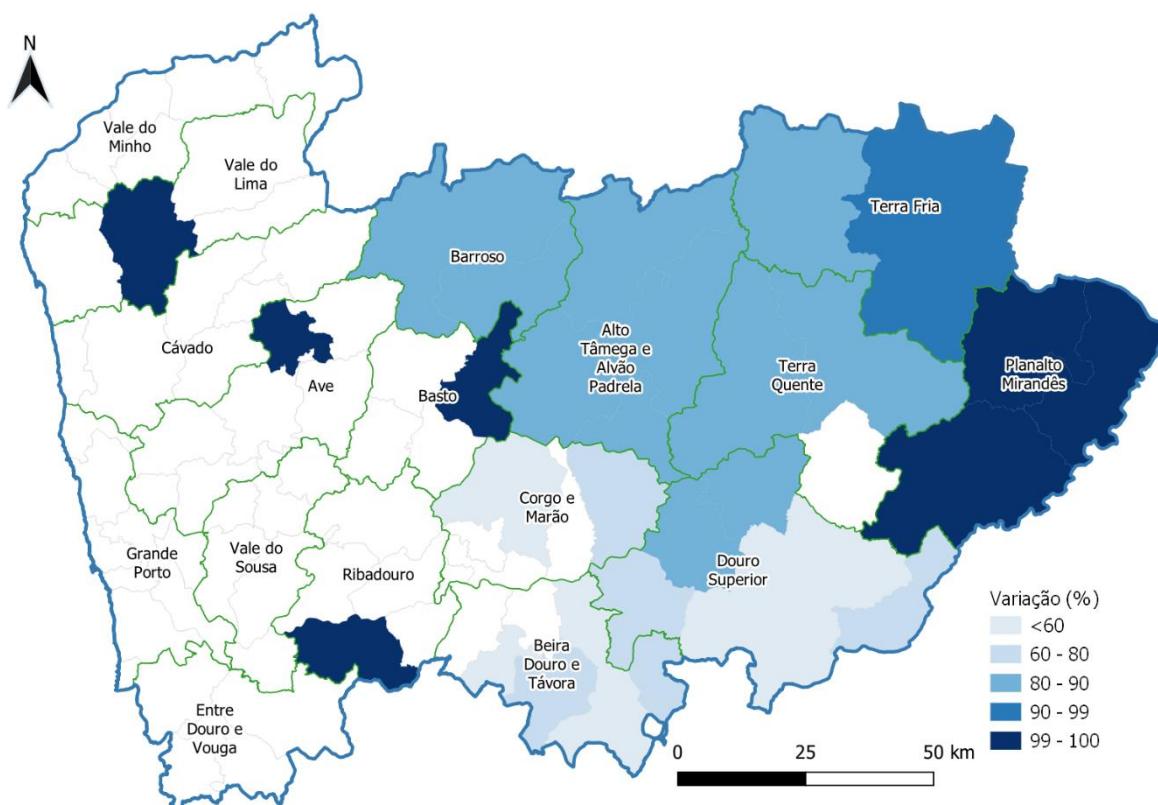 N
Vale do
Minho
Vale do
Lima
Terra Fria
Barroso
Cávado
Ave
Basto
Alto
Tâmega e
Alvão
Padrela
Terra
Quente
Planalto
Mirandês
Corgo e
Marão
Grande
Porto
Vale do
Sousa
Ribadouro
Douro
Superior
Beira
Douro e
Távora
Entre
Douro e
Vouga
Variação (%)
<60
60 - 80
80 - 90
90 - 99
99 - 100
0 25 50 km